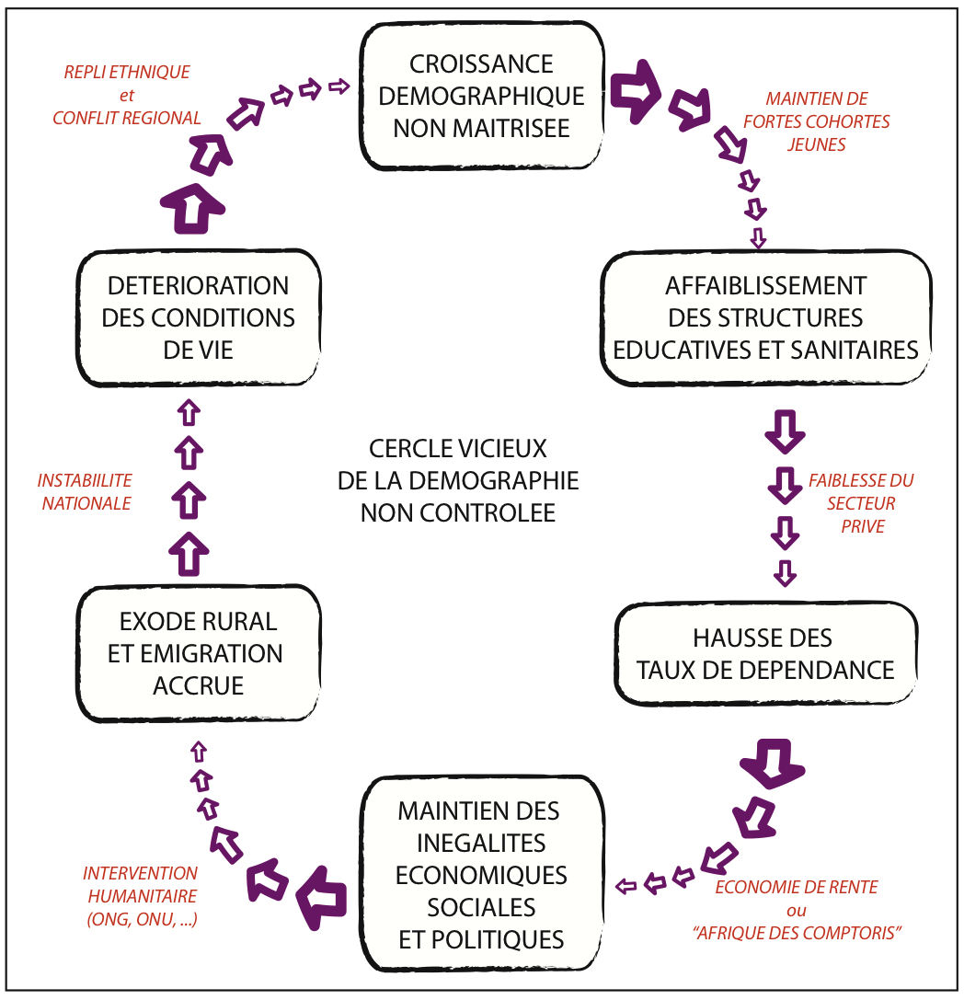 CROISSANCE
DEMOGRAPHIQUE
NON MAITRISEE
MAINTIEN DE
FORTES COHORTES
JEUNES
AFFAIBLISSEMENT
DES STRUCTURES
EDUCATIVES ET SANITAIRES
FAIBLESSE DU
SECTEUR
PRIVE
HAUSSE DES
TAUX DE DEPENDANCE
ECONOMIE DE RENTE
ou
“AFRIQUE DES COMPTORIS”
MAINTIEN DES
INEGALITES
ECONOMIQUES
SOCIALES
ET POLITIQUES
INTERVENTION
HUMANITAIRE
(ONG, ONU, ...)
EXODE RURAL
ET EMIGRATION
ACCRUE
INSTABIILITE
NATIONALE
DETERIORATION
DES CONDITIONS
DE VIE
REPLI ETHNIQUE
et
CONFLIT REGIONAL
CERCLE VICIEUX
DE LA DEMOGRAPHIE
NON CONTROLEE